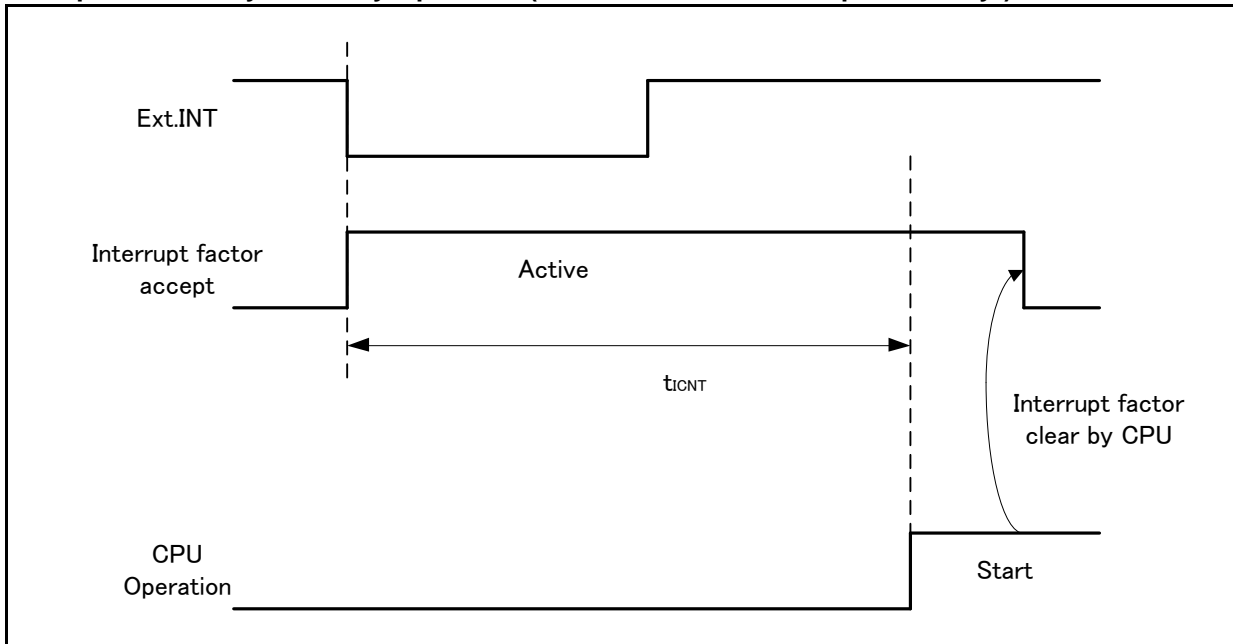 Ext.INT
Interrupt factor
accept
Active
tICNT
Interrupt factor
clear by CPU
CPU
Operation
Start